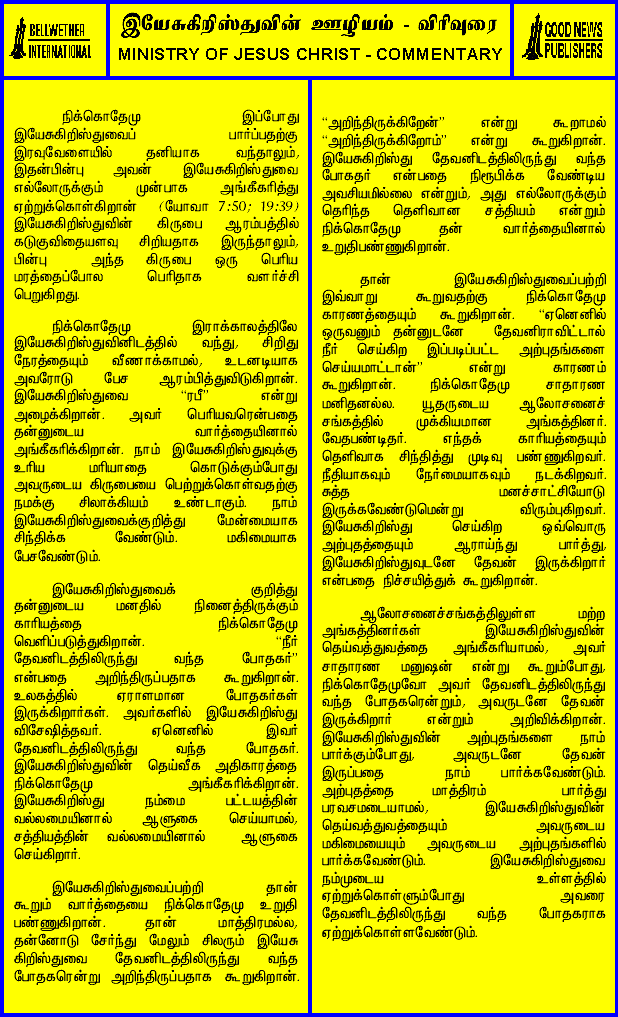 BELLWETHER
INTERNATIONAL
இயேசுகிறிஸ்துவின் ஊழியம் - விரிவுரை
MINISTRY OF JESUS CHRIST - COMMENTARY
GOOD NEWS
PUBLISHERS
நிக்கொதேமு இப்போது
இயேசுகிறிஸ்துவைப் பார்ப்பதற்கு
இரவுவேளையில் தனியாக வந்தாலும்,
இதன்பின்பு அவன் இயேசுகிறிஸ்துவை
எல்லோருக்கும் முன்பாக அங்கீகரித்து
ஏற்றுக்கொள்கிறான் (யோவா 7:50; 19:39)
இயேசுகிறிஸ்துவின் கிருபை ஆரம்பத்தில்
கடுகுவிதையளவு சிறியதாக இருந்தாலும்,
பின்பு அந்த கிருபை ஒரு பெரிய
மரத்தைப்போல பெரிதாக வளர்ச்சி
பெறுகிறது.
நிக்கொதேமு இராக்காலத்திலே
இயேசுகிறிஸ்துவினிடத்தில் வந்து, சிறிது
நேரத்தையும் வீணாக்காமல், உடனடியாக
அவரோடு பேச ஆரம்பித்துவிடுகிறான்.
இயேசுகிறிஸ்துவை “ரபீ” என்று
அழைக்கிறான். அவர் பெரியவரென்பதை
தன்னுடைய வார்த்தையினால்
அங்கீகரிக்கிறான். நாம் இயேசுகிறிஸ்துவுக்கு
உரிய மரியாதை கொடுக்கும்போது
அவருடைய கிருபையை பெற்றுக்கொள்வதற்கு
நமக்கு சிலாக்கியம் உண்டாகும். நாம்
இயேசுகிறிஸ்துவைக்குறித்து மேன்மையாக
சிந்திக்க வேண்டும். மகிமையாக
பேசவேண்டும்.
இயேசுகிறிஸ்துவைக் குறித்து
தன்னுடைய மனதில் நினைத்திருக்கும்
காரியத்தை நிக்கொதேமு
வெளிப்படுத்துகிறான். “நீர்
தேவனிடத்திலிருந்து வந்த போதகர்”
என்பதை அறிந்திருப்பதாக கூறுகிறான்.
உலகத்தில் ஏராளமான போதகர்கள்
இருக்கிறார்கள். அவர்களில் இயேசுகிறிஸ்து
விசேஷித்தவர். ஏனெனில் இவர்
தேவனிடத்திலிருந்து வந்த போதகர்.
இயேசுகிறிஸ்துவின் தெய்வீக அதிகாரத்தை
நிக்கொதேமு அங்கீகரிக்கிறான்.
இயேசுகிறிஸ்து நம்மை பட்டயத்தின்
வல்லமையினால் ஆளுகை செய்யாமல்,
சத்தியத்தின் வல்லமையினால் ஆளுகை
செய்கிறார்.
இயேசுகிறிஸ்துவைப்பற்றி தான்
கூறும் வார்த்தையை நிக்கொதேமு உறுதி
பண்ணுகிறான். தான் மாத்திரமல்ல,
தன்னோடு சேர்ந்து மேலும் சிலரும் இயேசு
கிறிஸ்துவை தேவனிடத்திலிருந்து வந்த
போதகரென்று அறிந்திருப்பதாக கூறுகிறான்.
“அறிந்திருக்கிறேன்” என்று கூறாமல்
“அறிந்திருக்கிறோம்” என்று கூறுகிறான்.
இயேசுகிறிஸ்து தேவனிடத்திலிருந்து வந்த
போதகர் என்பதை நிரூபிக்க வேண்டிய
அவசியமில்லை என்றும், அது எல்லோருக்கும்
தெரிந்த தெளிவான சத்தியம் என்றும்
நிக்கொதேமு தன் வார்த்தையினால்
உறுதிபண்ணுகிறான்.
தான் இயேசுகிறிஸ்துவைப்பற்றி
இவ்வாறு கூறுவதற்கு நிக்கொதேமு
காரணத்தையும் கூறுகிறான். “ஏனெனில்
ஒருவனும் தன்னுடனே தேவனிராவிட்டால்
நீர் செய்கிற இப்படிப்பட்ட அற்புதங்களை
செய்யமாட்டான்” என்று காரணம்
கூறுகிறான். நிக்கொதேமு சாதாரண
மனிதனல்ல. யூதருடைய ஆலோசனைச்
சங்கத்தில் முக்கியமான அங்கத்தினர்.
வேதபண்டிதர். எந்தக் காரியத்தையும்
தெளிவாக சிந்தித்து முடிவு பண்ணுகிறவர்.
நீதியாகவும் நேர்மையாகவும் நடக்கிறவர்.
சுத்த மனச்சாட்சியோடு
இருக்கவேண்டுமென்று விரும்புகிறவர்.
இயேசுகிறிஸ்து செய்கிற ஒவ்வொரு
அற்புதத்தையும் ஆராய்ந்து பார்த்து,
இயேசுகிறிஸ்துவுடனே தேவன் இருக்கிறார்
என்பதை நிச்சயித்துக் கூறுகிறான்.
ஆலோசனைச்சங்கத்திலுள்ள மற்ற
அங்கத்தினர்கள் இயேசுகிறிஸ்துவின்
தெய்வத்துவத்தை அங்கீகரியாமல், அவர்
சாதாரண மனுஷன் என்று கூறும்போது,
நிக்கொதேமுவோ அவர் தேவனிடத்திலிருந்து
வந்த போதகரென்றும், அவருடனே தேவன்
இருக்கிறார் என்றும் அறிவிக்கிறான்.
இயேசுகிறிஸ்துவின் அற்புதங்களை நாம்
பார்க்கும்போது, அவருடனே தேவன்
இருப்பதை நாம் பார்க்கவேண்டும்.
அற்புதத்தை மாத்திரம் பார்த்து
பரவசமடையாமல், இயேசுகிறிஸ்துவின்
தெய்வத்துவத்தையும் அவருடைய
மகிமையையும் அவருடைய அற்புதங்களில்
பார்க்கவேண்டும். இயேசுகிறிஸ்துவை
நம்முடைய உள்ளத்தில்
ஏற்றுக்கொள்ளும்போது அவரை
தேவனிடத்திலிருந்து வந்த போதகராக
ஏற்றுக்கொள்ளவேண்டும்.